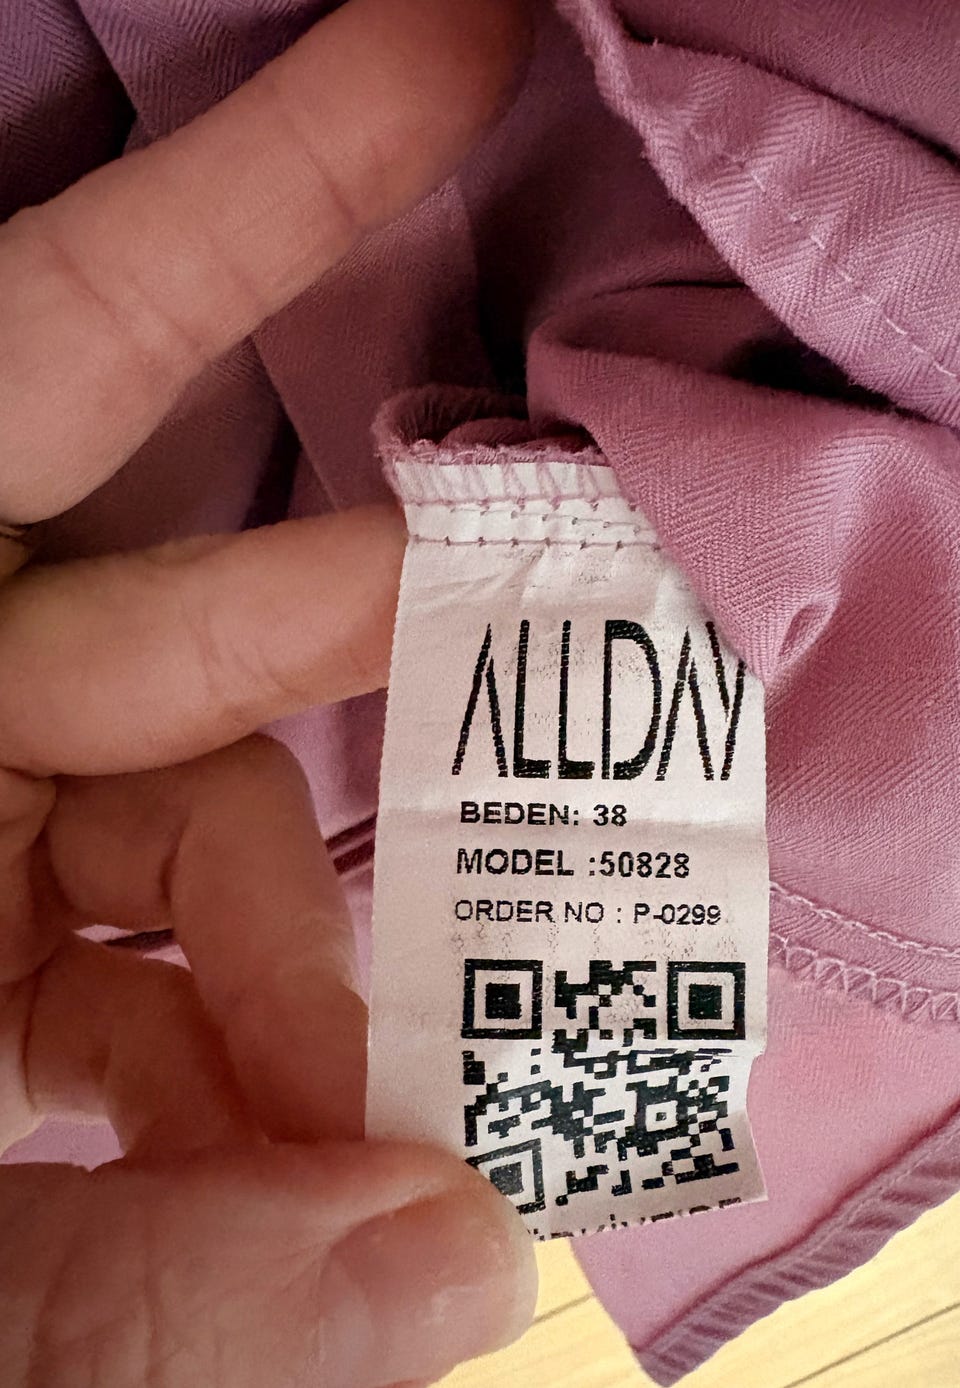 ALLDAY
BEDEN: 38
MODEL :50828
ORDER NO : P-0299